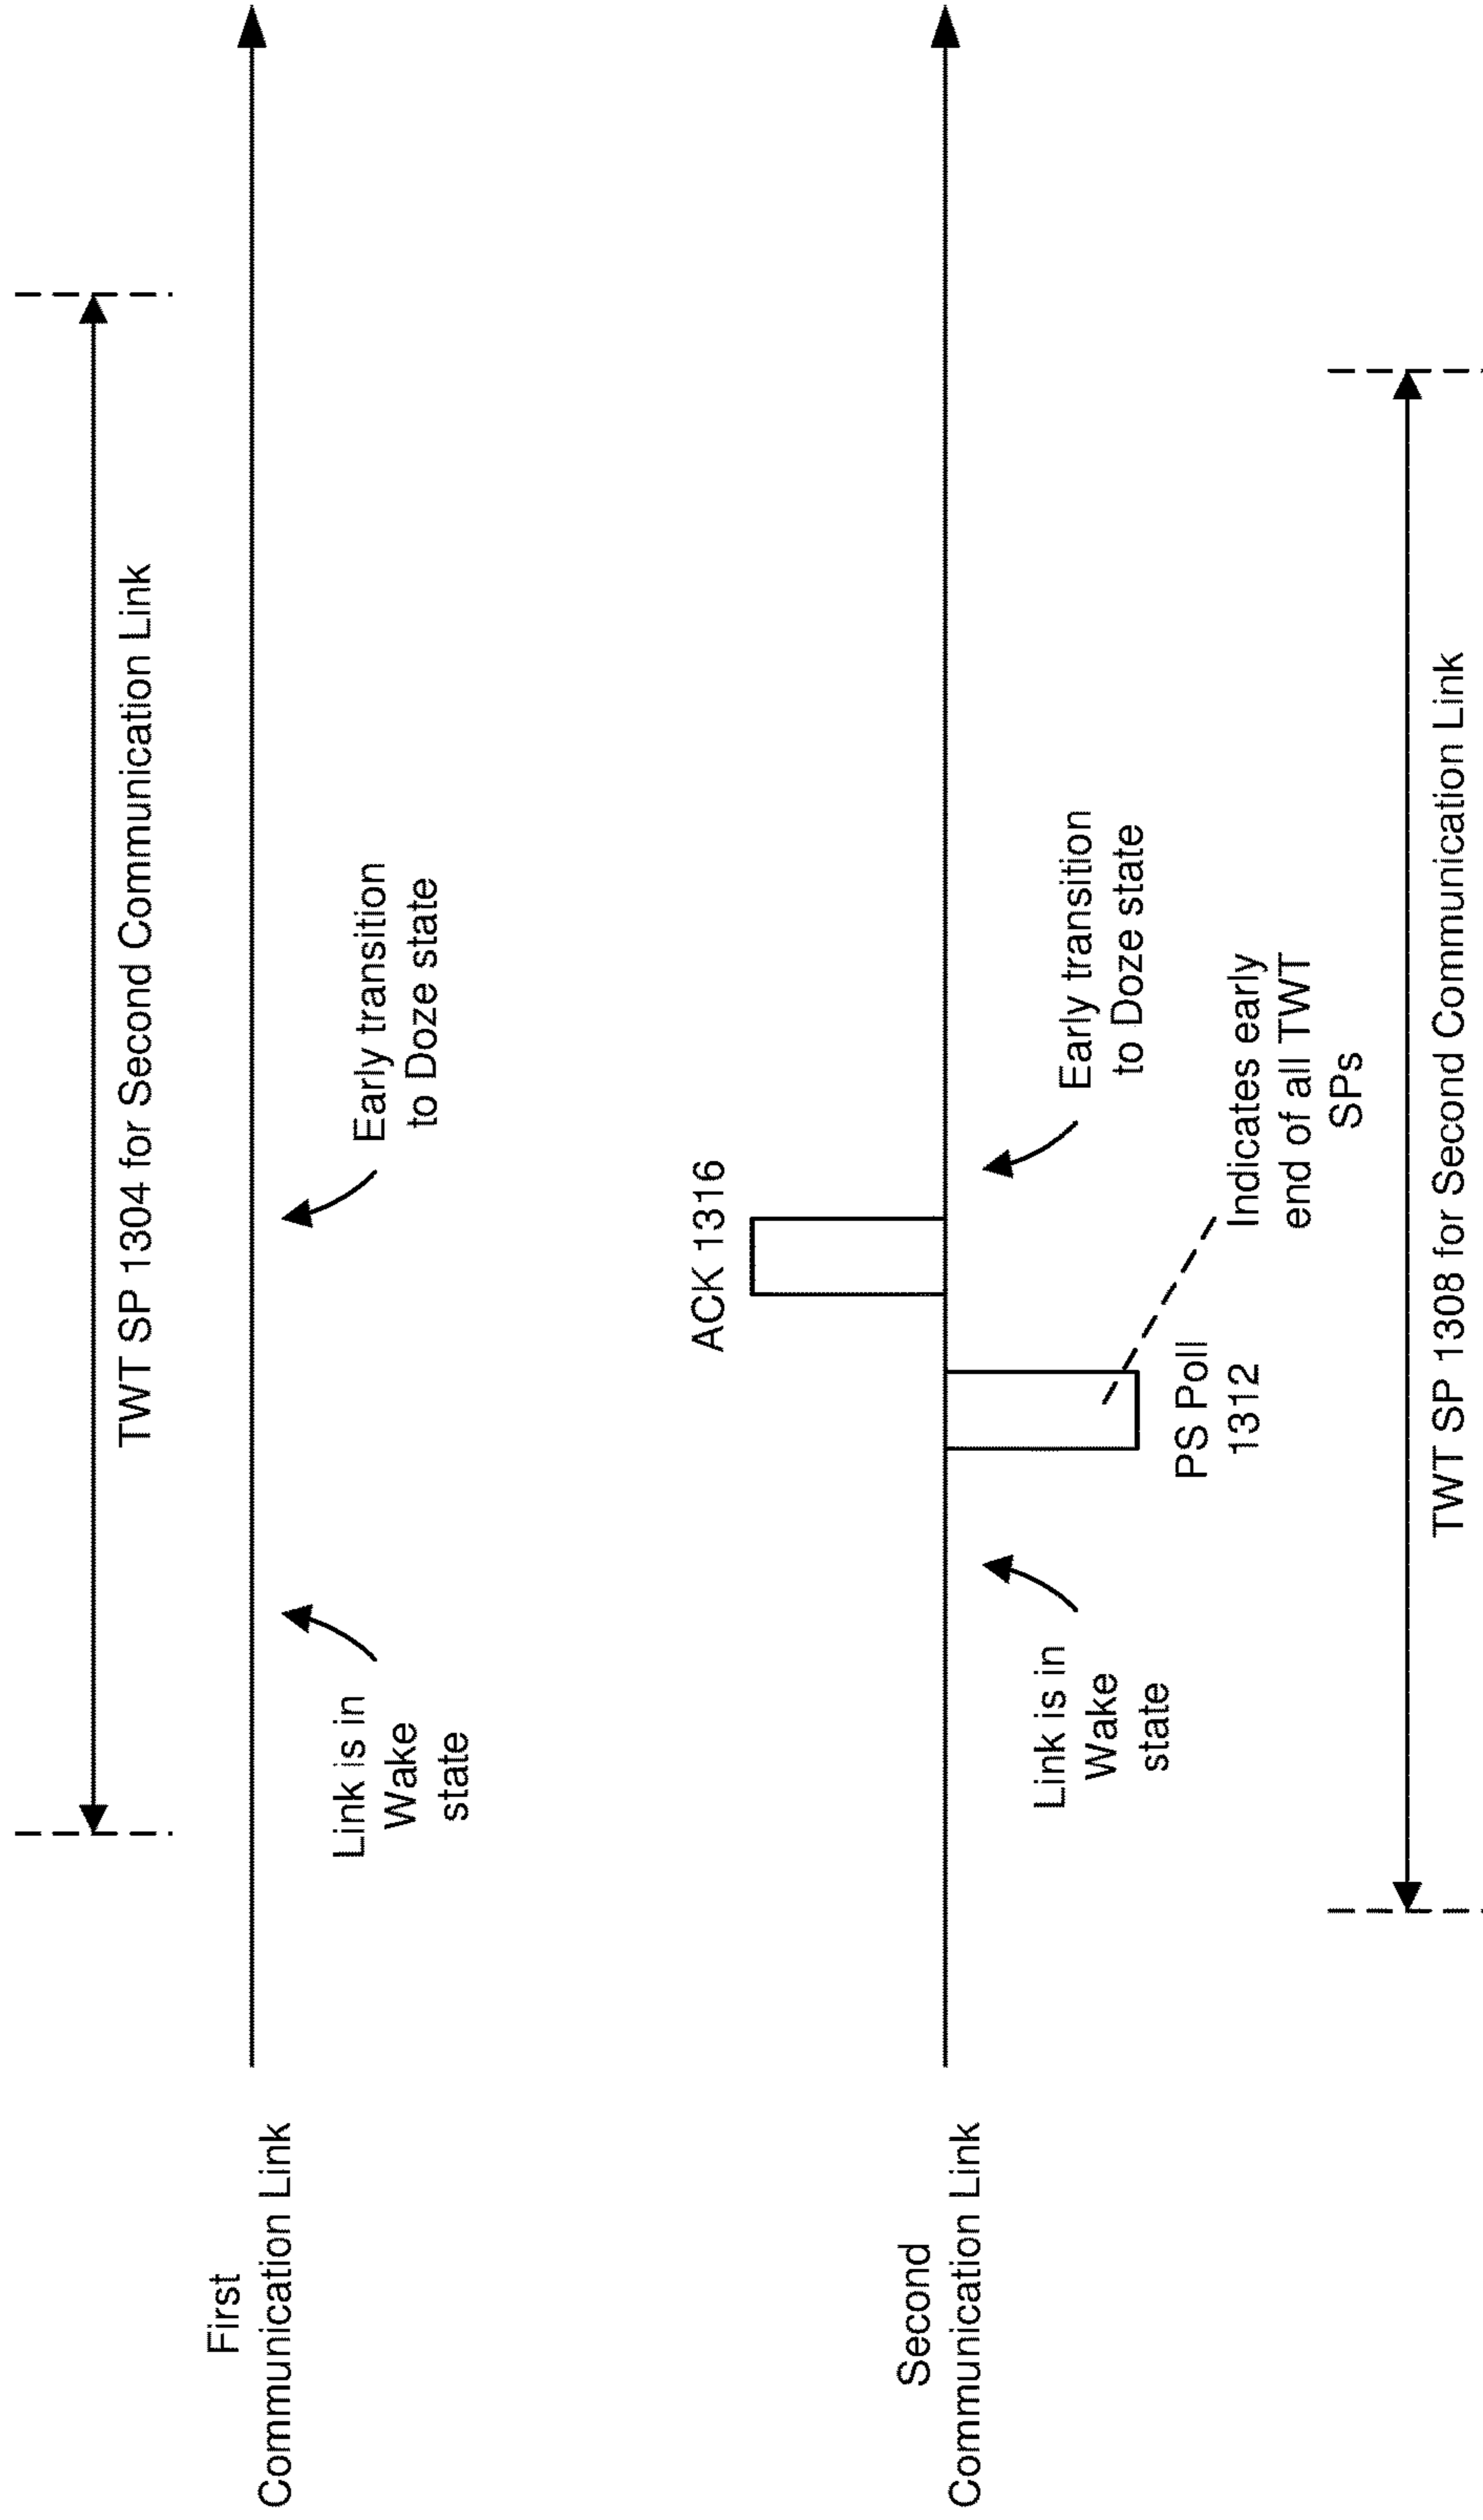 TWT SP 1304 for Second Communication Link
First
Communication Link
Link is in
Wake
state
Early transition
to Doze state
ACK 1316
Second
Communication Link
Link is in
Wake
state
PS Poll
1312
Early transition
to Doze state
Indicates early
end of all TWT
SPs
TWT SP 1308 for Second Communication Link